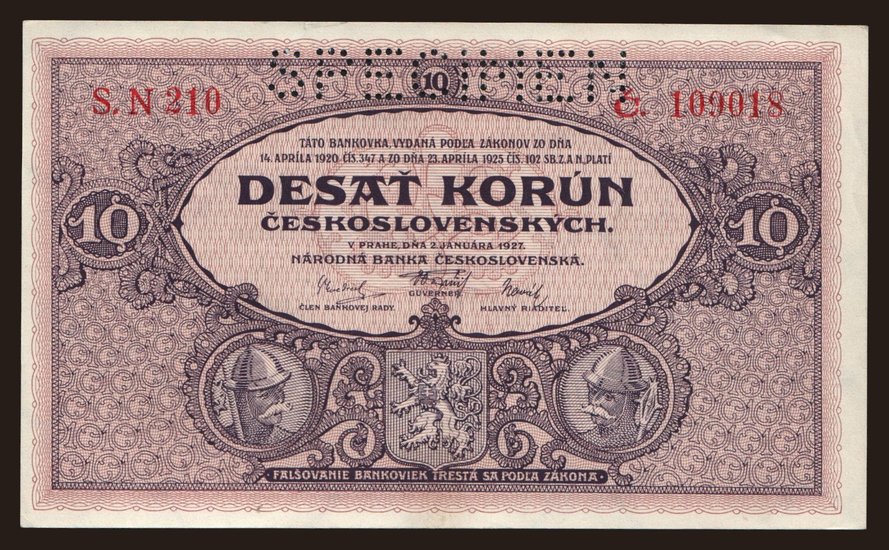 SPECIMEN
10
S. N 210
Č. 109018
TÁTO BANKOVKA, VYDANÁ PODĽA ZÁKONOV ZO DŇA
14. APRÍLA 1920, ČÍS. 347 A ZO DŇA 23. APRÍLA 1925 ČÍS. 102 SB. Z. A N. PLATÍ
DESAŤ KORÚN
ČESKOSLOVENSKÝCH.
V PRAHE, DŇA 2. JANUÁRA 1927.
NÁRODNÁ BANKA ČESKOSLOVENSKÁ.
10
10
GUVERNÉR
ČLEN BANKOVEJ RADY.
HLAVNÝ RIADITEĽ.
FALŠOVANIE BANKOVIEK TRESTÁ SA PODĽA ZÁKONA